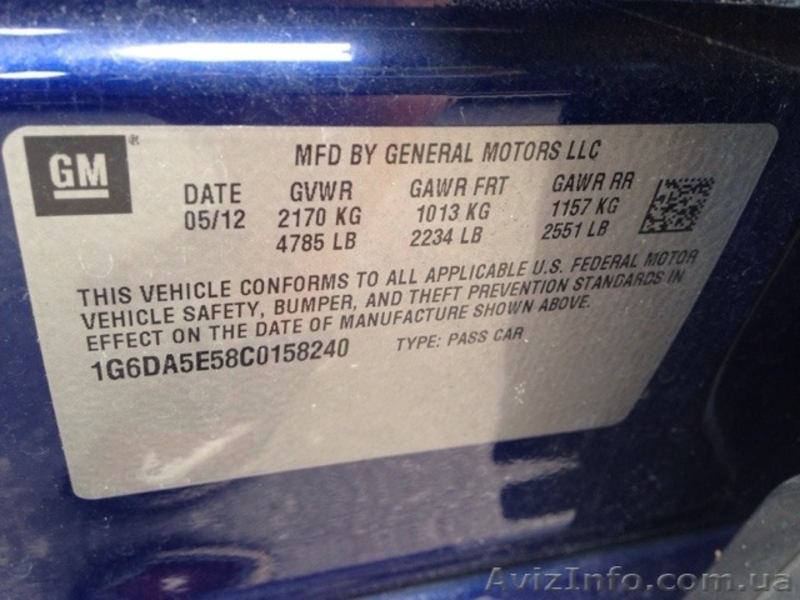 GM
MFD BY GENERAL MOTORS LLC
DATE GVWR GAWR FRT GAWR RR
05/12 2170 KG 1013 KG 1157 KG
4785 LB 2234 LB 2551 LB
THIS VEHICLE CONFORMS TO ALL APPLICABLE U.S. FEDERAL MOTOR
VEHICLE SAFETY, BUMPER, AND THEFT PREVENTION STANDARDS IN
EFFECT ON THE DATE OF MANUFACTURE SHOWN ABOVE.
1G6DA5E58C0158240 TYPE: PASS CAR
AvizInfo.com.ua